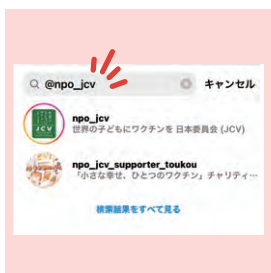 @npo_jcv キャンセル
JCV
npo_jcv
世界の子どもにワクチンを 日本委員会 (JCV)
npo_jcv_supporter_toukou
「小さな幸せ、ひとつのワクチン」チャリティ…
検索結果をすべて見る